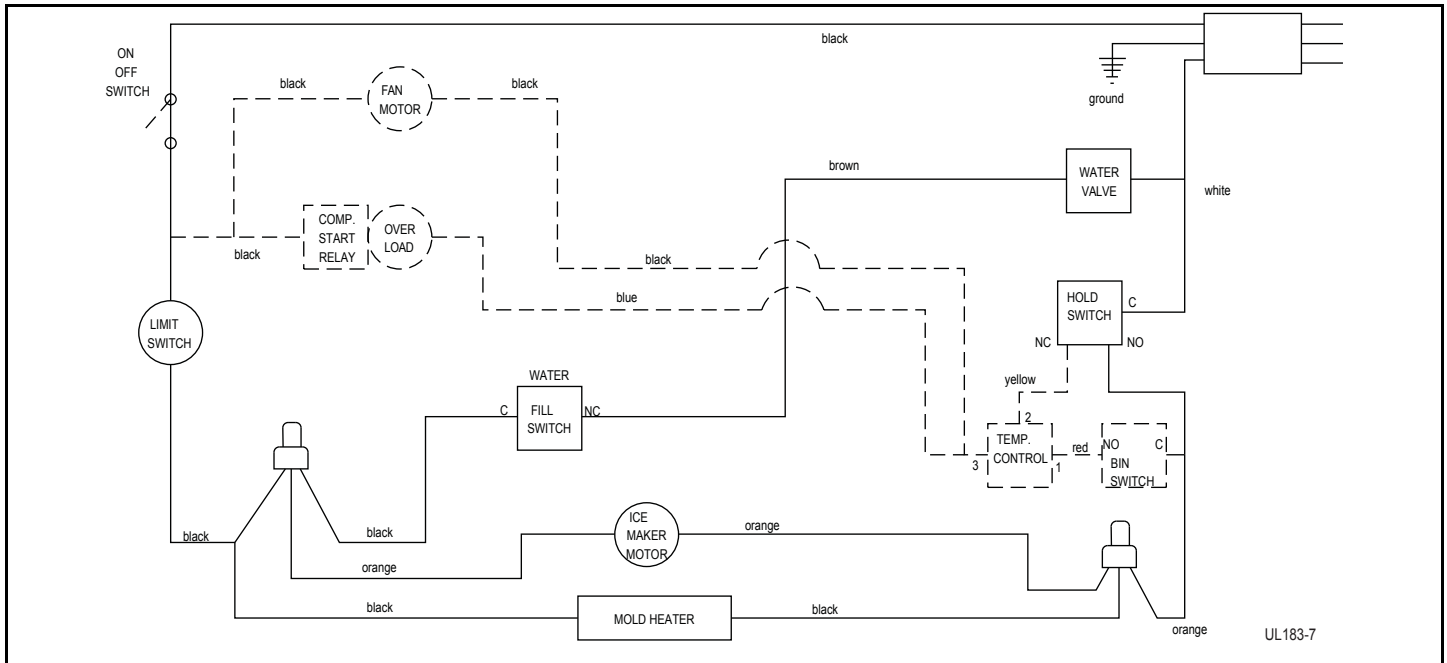 black
ON
OFF
SWITCH
ground
black
FAN
MOTOR
black
brown
WATER
VALVE
white
COMP.
START
RELAY
OVER
LOAD
black
black
blue
HOLD
SWITCH
C
NC
NO
LIMIT
SWITCH
WATER
C
FILL
SWITCH
NC
yellow
2
TEMP.
CONTROL
3
1
red
NO
C
BIN
SWITCH
black
black
orange
ICE
MAKER
MOTOR
orange
black
MOLD HEATER
black
orange
UL183-7